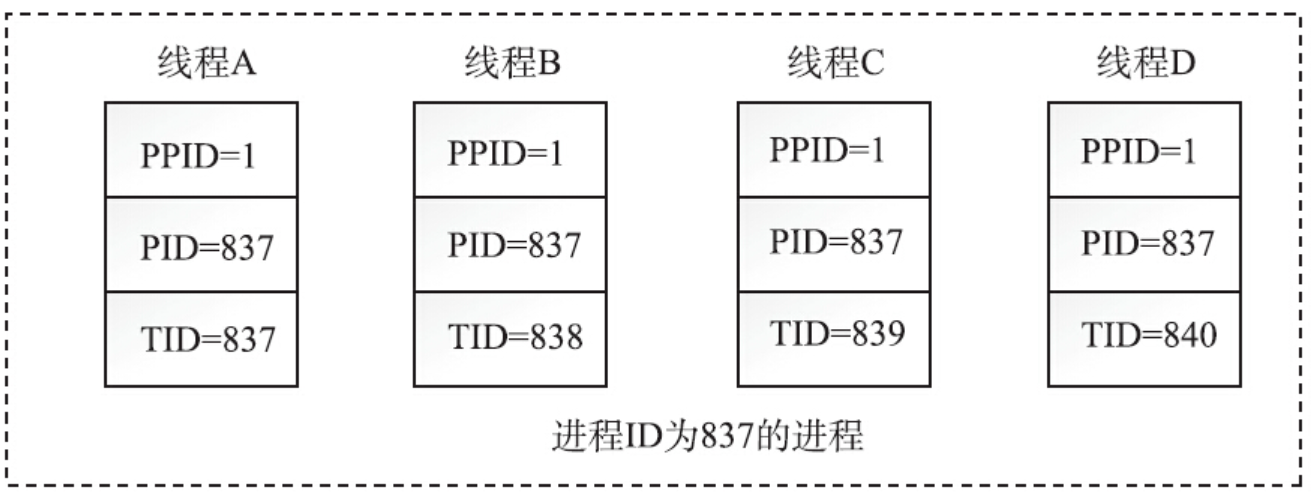 线程A 线程B 线程C 线程D
PPID=1 PPID=1 PPID=1 PPID=1
PID=837 PID=837 PID=837 PID=837
TID=837 TID=838 TID=839 TID=840
进程ID为837的进程